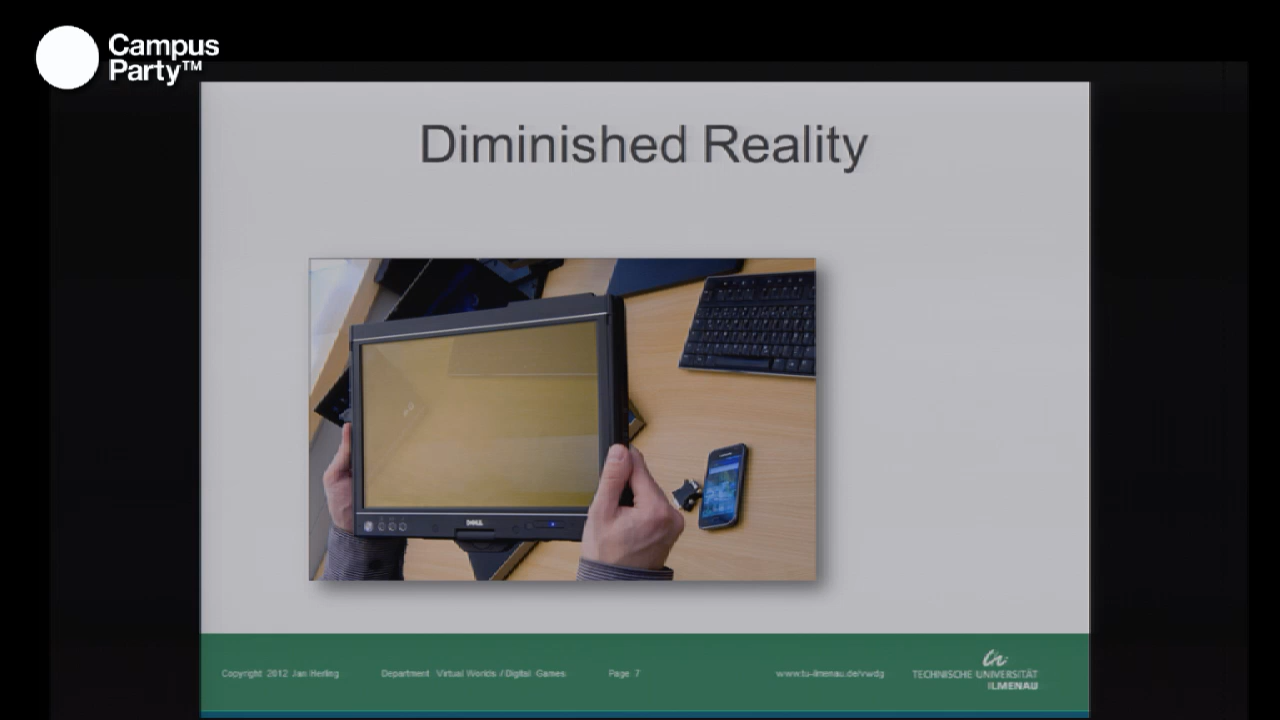 Campus
Party™
Diminished Reality
DELL
Copyright 2012 Jan Herling
Department Virtual Worlds / Digital Games
Page 7
www.tu-ilmenau.de/vwdg
TECHNISCHE UNIVERSITÄT
ILMENAU